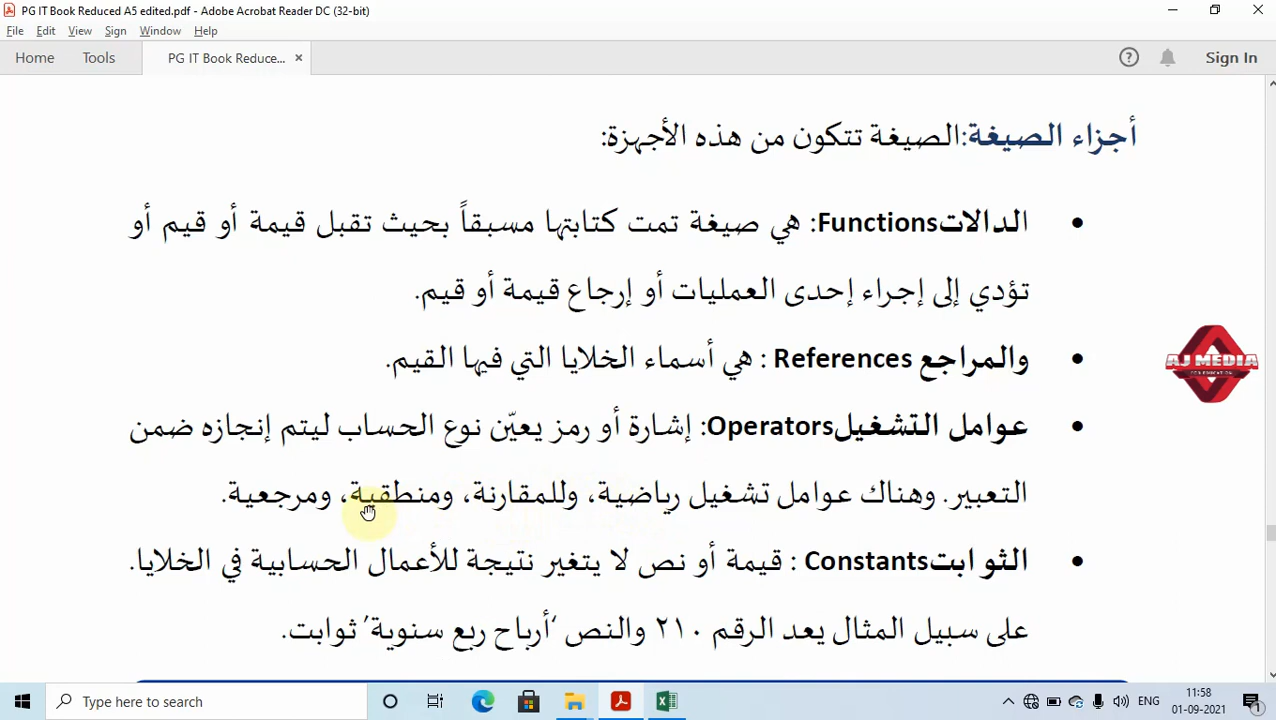 PG IT Book Reduced A5 edited.pdf - Adobe Acrobat Reader DC (32-bit)
File Edit View Sign Window Help
Home Tools PG IT Book Reduce... × Sign In
أجزاء الصيغة:الصيغة تتكون من هذه الأجهزة:
• الدالاتFunctions: هي صيغة تمت كتابتها مسبقاً بحيث تقبل قيمة أو قيم أو
تؤدي إلى إجراء إحدى العمليات أو إرجاع قيمة أو قيم.
• والمراجع References : هي أسماء الخلايا التي فيها القيم.
AJ MEDIA
FOR EDUCATION
• عوامل التشغيلOperators: إشارة أو رمز يعيّن نوع الحساب ليتم إنجازه ضمن
التعبير. وهناك عوامل تشغيل رياضية، وللمقارنة، ومنطقية، ومرجعية.
• الثوابتConstants : قيمة أو نص لا يتغير نتيجة للأعمال الحسابية في الخلايا.
على سبيل المثال يعد الرقم ٢١٠ والنص ‘أرباح ربع سنوية’ ثوابت.
Type here to search
ENG
11:58
01-09-2021